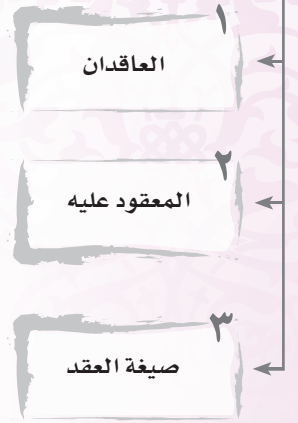 ١
العاقدان
٢
المعقود عليه
٣
صيغة العقد